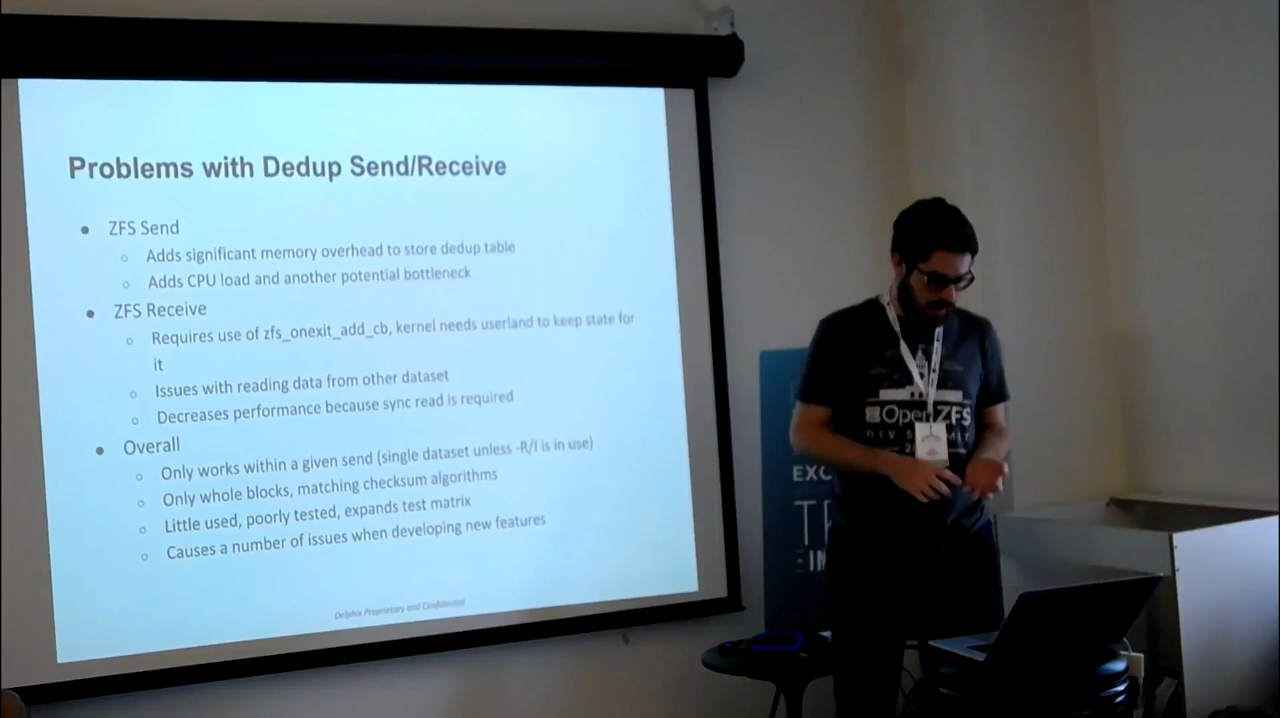 Problems with Dedup Send/Receive
● ZFS Send
○ Adds significant memory overhead to store dedup table
○ Adds CPU load and another potential bottleneck
● ZFS Receive
○ Requires use of zfs_onexit_add_cb, kernel needs userland to keep state for
it
○ Issues with reading data from other dataset
○ Decreases performance because sync read is required
● Overall
○ Only works within a given send (single dataset unless -R/I is in use)
○ Only whole blocks, matching checksum algorithms
○ Little used, poorly tested, expands test matrix
○ Causes a number of issues when developing new features
Delphix Proprietary and Confidential
OpenZFS
EXC